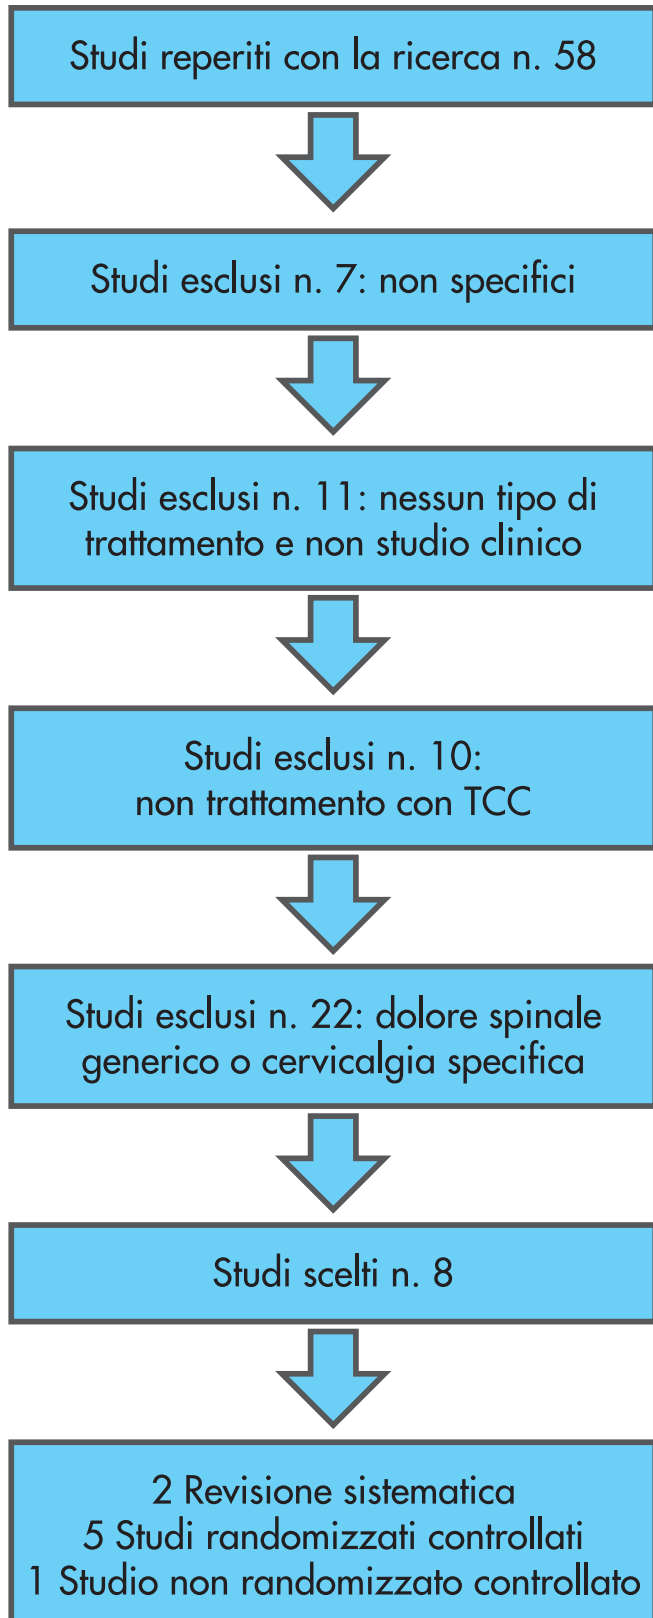 Studi reperiti con la ricerca n. 58
Studi esclusi n. 7: non specifici
Studi esclusi n. 11: nessun tipo di
trattamento e non studio clinico
Studi esclusi n. 10:
non trattamento con TCC
Studi esclusi n. 22: dolore spinale
generico o cervicalgia specifica
Studi scelti n. 8
2 Revisione sistematica
5 Studi randomizzati controllati
1 Studio non randomizzato controllato